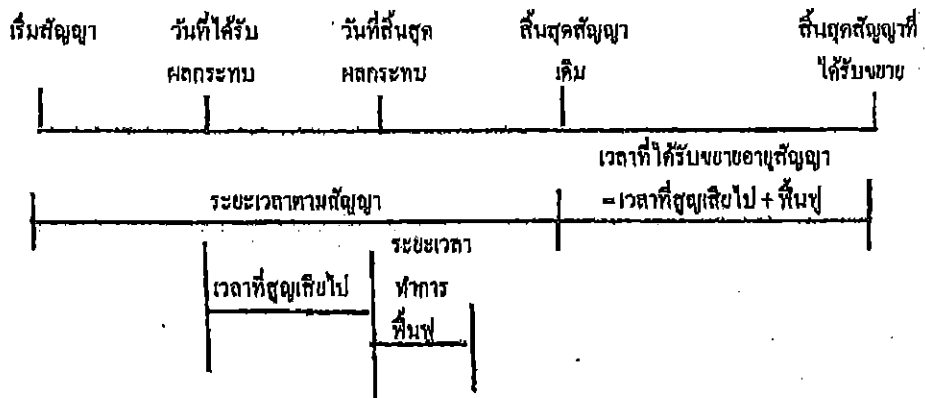 เริ่มสัญญา วันที่ได้รับ วันที่สิ้นสุด สิ้นสุดสัญญา สิ้นสุดสัญญาที่
ผลกระทบ ผลกระทบ เดิม ได้รับขยาย
เวลาที่ได้รับขยายอายุสัญญา
ระยะเวลาตามสัญญา =เวลาที่สูญเสียไป + ฟื้นฟู
ระยะเวลา
เวลาที่สูญเสียไป ทำการ
ฟื้นฟู